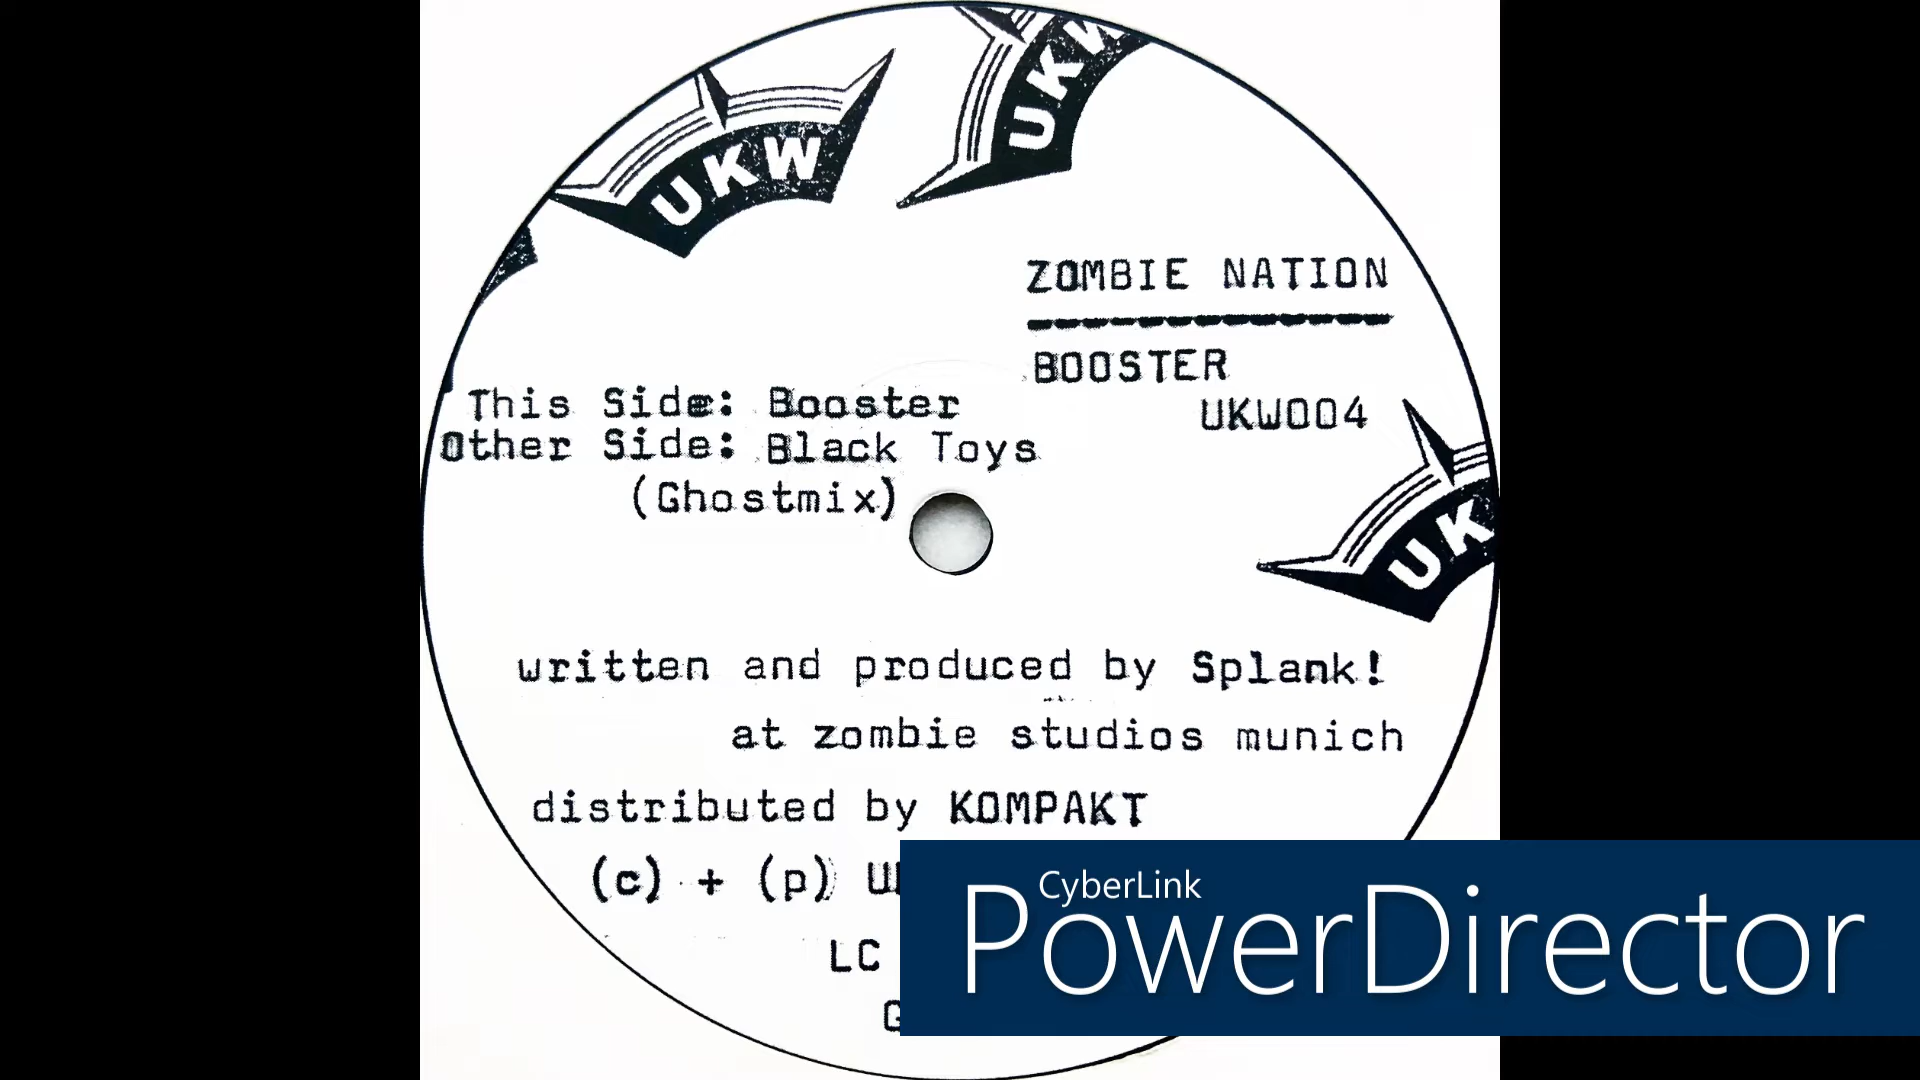 UKW
UKW
ZOMBIE NATION
BOOSTER
UKW004
This Side: Booster
Other Side: Black Toys
(Ghostmix)
UK
written and produced by Splank!
at zombie studios munich
distributed by KOMPAKT
(c) + (p)
LC
CyberLink
PowerDirector